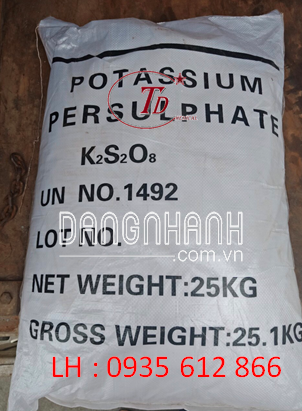 POTASSIUM
TD
PERSULPHATE
K₂S₂O₈
UN NO.1492
DANGNHANH
.com.vn
LOT NO.
NET WEIGHT:25KG
GROSS WEIGHT:25.1KG
LH : 0935 612 866